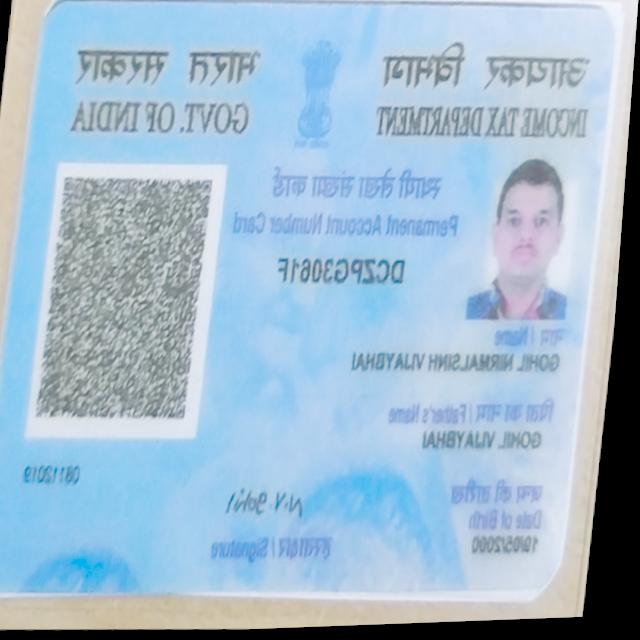 आयकर विभाग
INCOME TAX DEPARTMENT
भारत सरकार
GOVT. OF INDIA
स्थायी लेखा संख्या कार्ड
Permanent Account Number Card
DCZPG3061F
नाम / Name
GOHIL NIRMALSINH VIJAYBHAI
पिता का नाम / Father's Name
GOHIL VIJAYBHAI
जन्म की तारीख
Date of Birth
19/05/2000
N.V.gohil
हस्ताक्षर / Signature
08112019